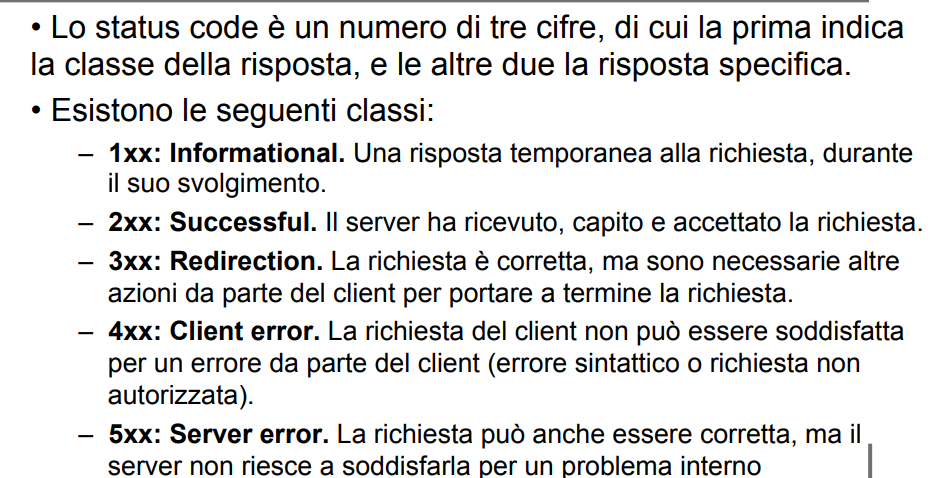 • Lo status code è un numero di tre cifre, di cui la prima indica
la classe della risposta, e le altre due la risposta specifica.
• Esistono le seguenti classi:
– 1xx: Informational. Una risposta temporanea alla richiesta, durante
il suo svolgimento.
– 2xx: Successful. Il server ha ricevuto, capito e accettato la richiesta.
– 3xx: Redirection. La richiesta è corretta, ma sono necessarie altre
azioni da parte del client per portare a termine la richiesta.
– 4xx: Client error. La richiesta del client non può essere soddisfatta
per un errore da parte del client (errore sintattico o richiesta non
autorizzata).
– 5xx: Server error. La richiesta può anche essere corretta, ma il
server non riesce a soddisfarla per un problema interno